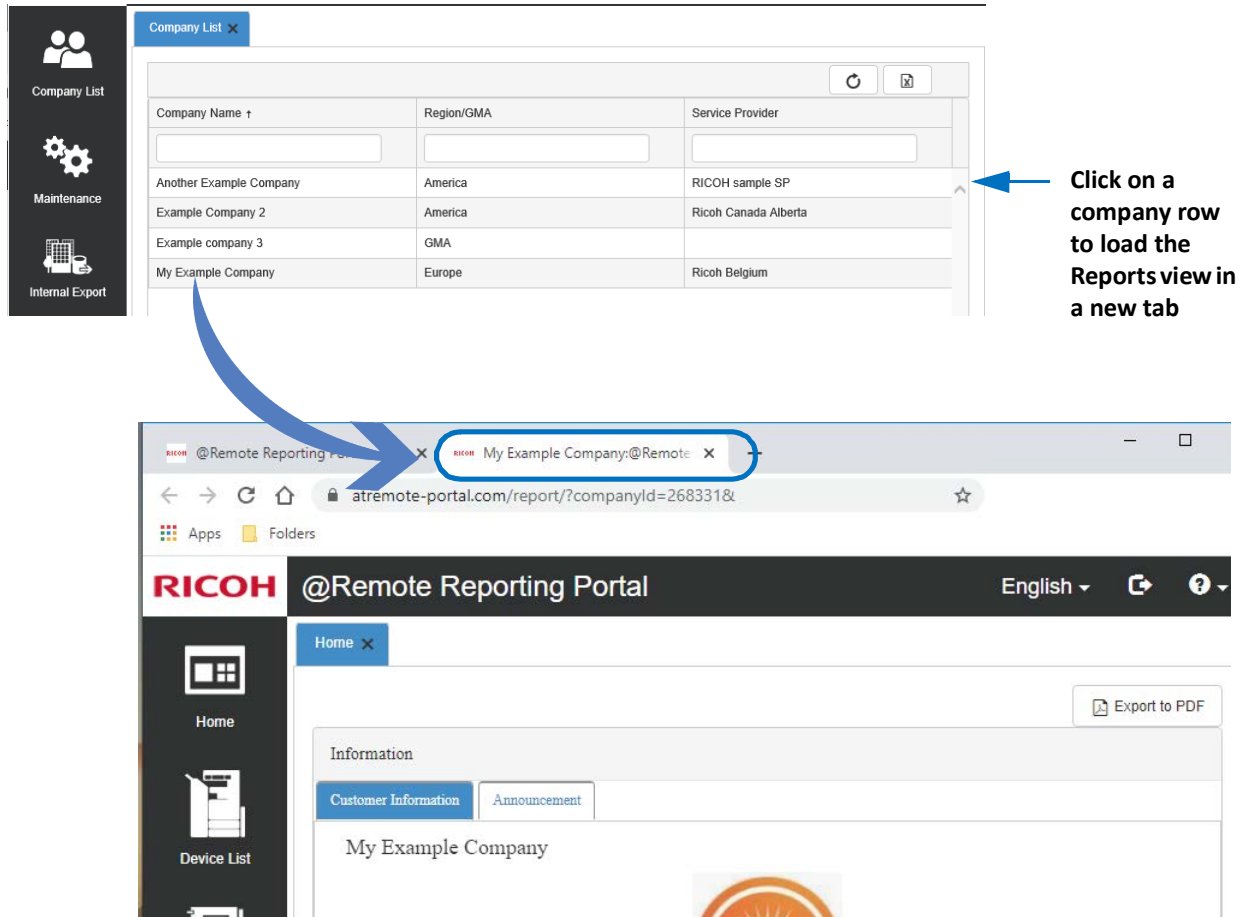 Company List
Company List
Company Name ↑ Region/GMA Service Provider
Another Example Company America RICOH sample SP
Maintenance
Example Company 2 America Ricoh Canada Alberta
Example company 3 GMA
My Example Company Europe Ricoh Belgium
Internal Export
Click on a
company row
to load the
Reports view in
a new tab
RICOH @Remote Reporting
RICOH My Example Company:@Remote
atremote-portal.com/report/?companyId=268331&
Apps Folders
RICOH @Remote Reporting Portal English
Home
Export to PDF
Home
Information
Customer Information Announcement
My Example Company
Device List